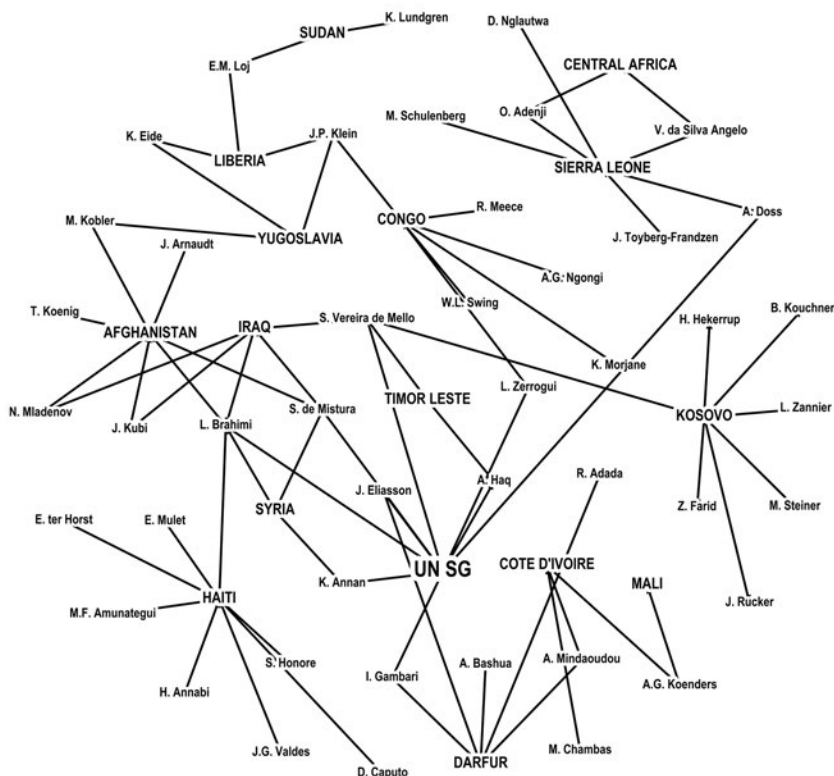 K. Lundgren
D. Nglautwa
SUDAN
E.M. Loj
CENTRAL AFRICA
M. Schulenberg
O. Adenji
K. Eide
J.P. Klein
V. da Silva Angelo
LIBERIA
SIERRA LEONE
R. Meece
A. Doss
M. Kobler
CONGO
YUGOSLAVIA
J. Arnaudt
J. Toyberg-Frandzen
A.G. Ngongi
W.L. Swing
T. Koenig
B. Kouchner
AFGHANISTAN
IRAQ
S. Vereira de Mello
H. Hekerrup
K. Morjane
L. Zerrogui
TIMOR LESTE
N. Mladenov
S. de Mistura
L. Zannier
KOSOVO
J. Kubi
L. Brahimi
R. Adada
A. Haq
J. Eliasson
Z. Farid
M. Steiner
SYRIA
E. ter Horst
E. Mulet
UN SG
COTE D'IVOIRE
K. Annan
MALI
HAITI
J. Rucker
M.F. Amunategui
S. Honore
A. Bashua
A. Mindaoudou
I. Gambari
A.G. Koenders
H. Annabi
J.G. Valdes
M. Chambas
DARFUR
D. Caputo